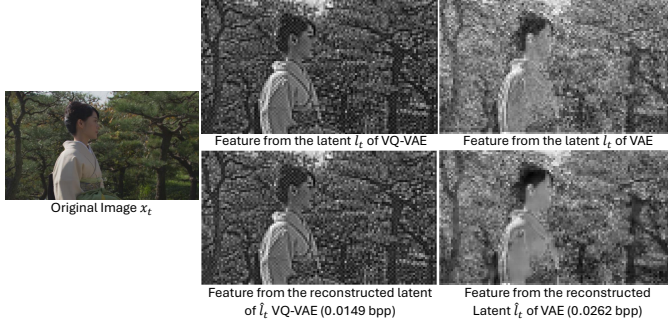 Feature from the latent l_t of VQ-VAE
Feature from the latent l_t of VAE
Original Image x_t
Feature from the reconstructed latent
of l̂_t VQ-VAE (0.0149 bpp)
Feature from the reconstructed
Latent l̂_t of VAE (0.0262 bpp)